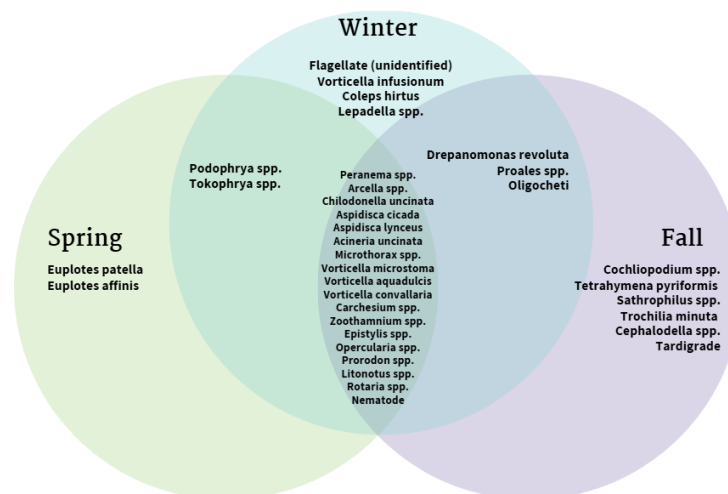 Winter
Flagellate (unidentified)
Vorticella infusionum
Coleps hirtus
Lepadella spp.
Podophrya spp.
Tokophrya spp.
Drepanomonas revoluta
Proales spp.
Oligocheti
Peranema spp.
Arcella spp.
Chilodonella uncinata
Aspidisca cicada
Aspidisca lynceus
Acineria uncinata
Microthorax spp.
Vorticella microstoma
Vorticella aquadulcis
Vorticella convallaria
Carchesium spp.
Zoothamnium spp.
Epistylis spp.
Opercularia spp.
Prorodon spp.
Litonotus spp.
Rotaria spp.
Nematode
Spring
Euplotes patella
Euplotes affinis
Fall
Cochliopodium spp.
Tetrahymena pyriformis
Sathrophilus spp.
Trochilia minuta
Cephalodella spp.
Tardigrade